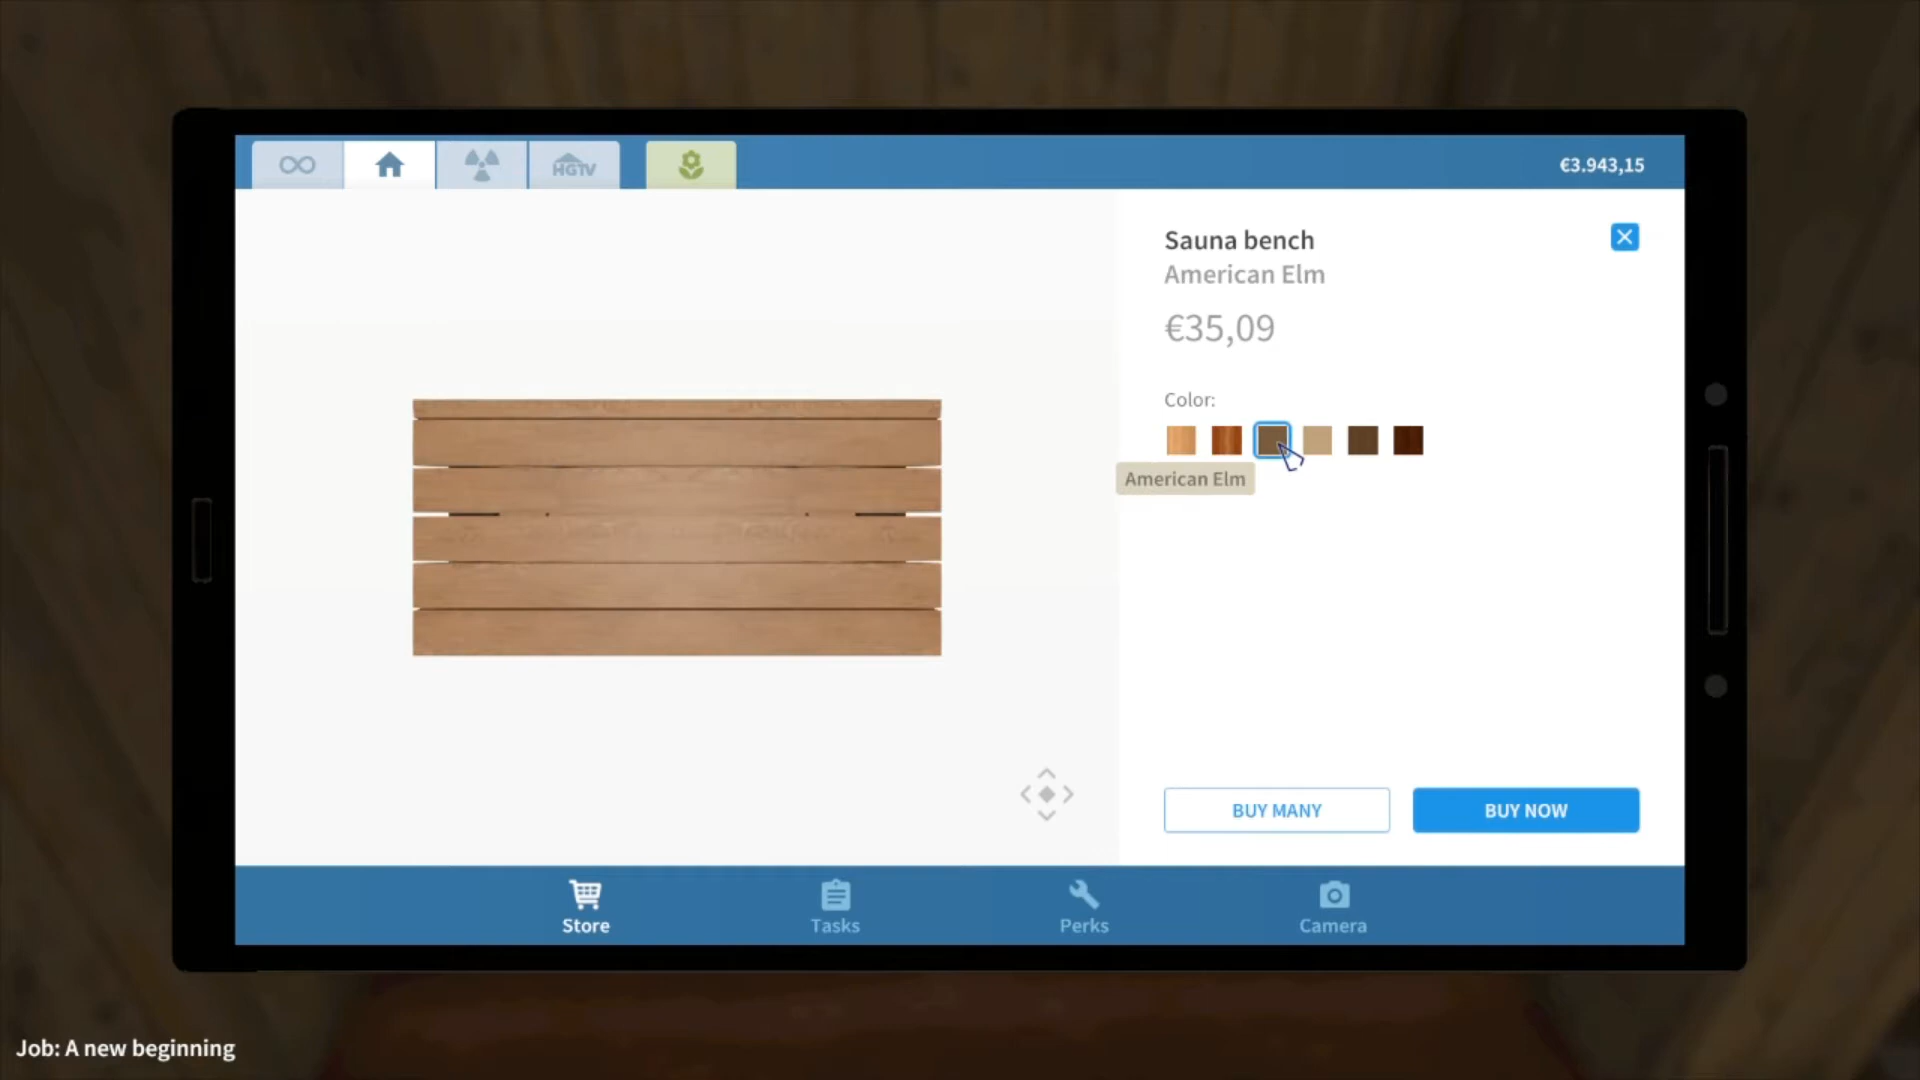 HGTV
€3.943,15
Sauna bench
American Elm
€35,09
Color:
American Elm
BUY MANY
BUY NOW
Store
Tasks
Perks
Camera
Job: A new beginning